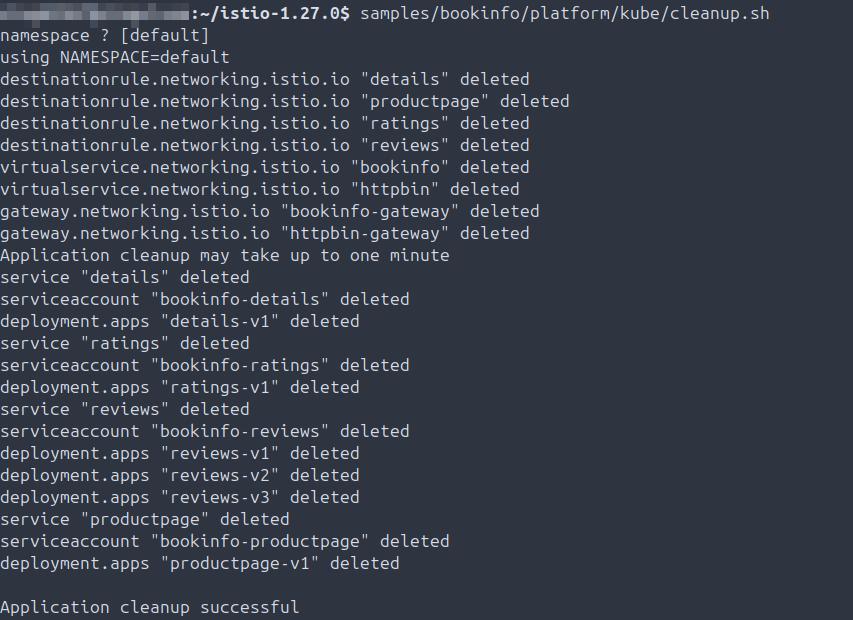 :~/istio-1.27.0$ samples/bookinfo/platform/kube/cleanup.sh
namespace ? [default]
using NAMESPACE=default
destinationrule.networking.istio.io "details" deleted
destinationrule.networking.istio.io "productpage" deleted
destinationrule.networking.istio.io "ratings" deleted
destinationrule.networking.istio.io "reviews" deleted
virtualservice.networking.istio.io "bookinfo" deleted
virtualservice.networking.istio.io "httpbin" deleted
gateway.networking.istio.io "bookinfo-gateway" deleted
gateway.networking.istio.io "httpbin-gateway" deleted
Application cleanup may take up to one minute
service "details" deleted
serviceaccount "bookinfo-details" deleted
deployment.apps "details-v1" deleted
service "ratings" deleted
serviceaccount "bookinfo-ratings" deleted
deployment.apps "ratings-v1" deleted
service "reviews" deleted
serviceaccount "bookinfo-reviews" deleted
deployment.apps "reviews-v1" deleted
deployment.apps "reviews-v2" deleted
deployment.apps "reviews-v3" deleted
service "productpage" deleted
serviceaccount "bookinfo-productpage" deleted
deployment.apps "productpage-v1" deleted
Application cleanup successful